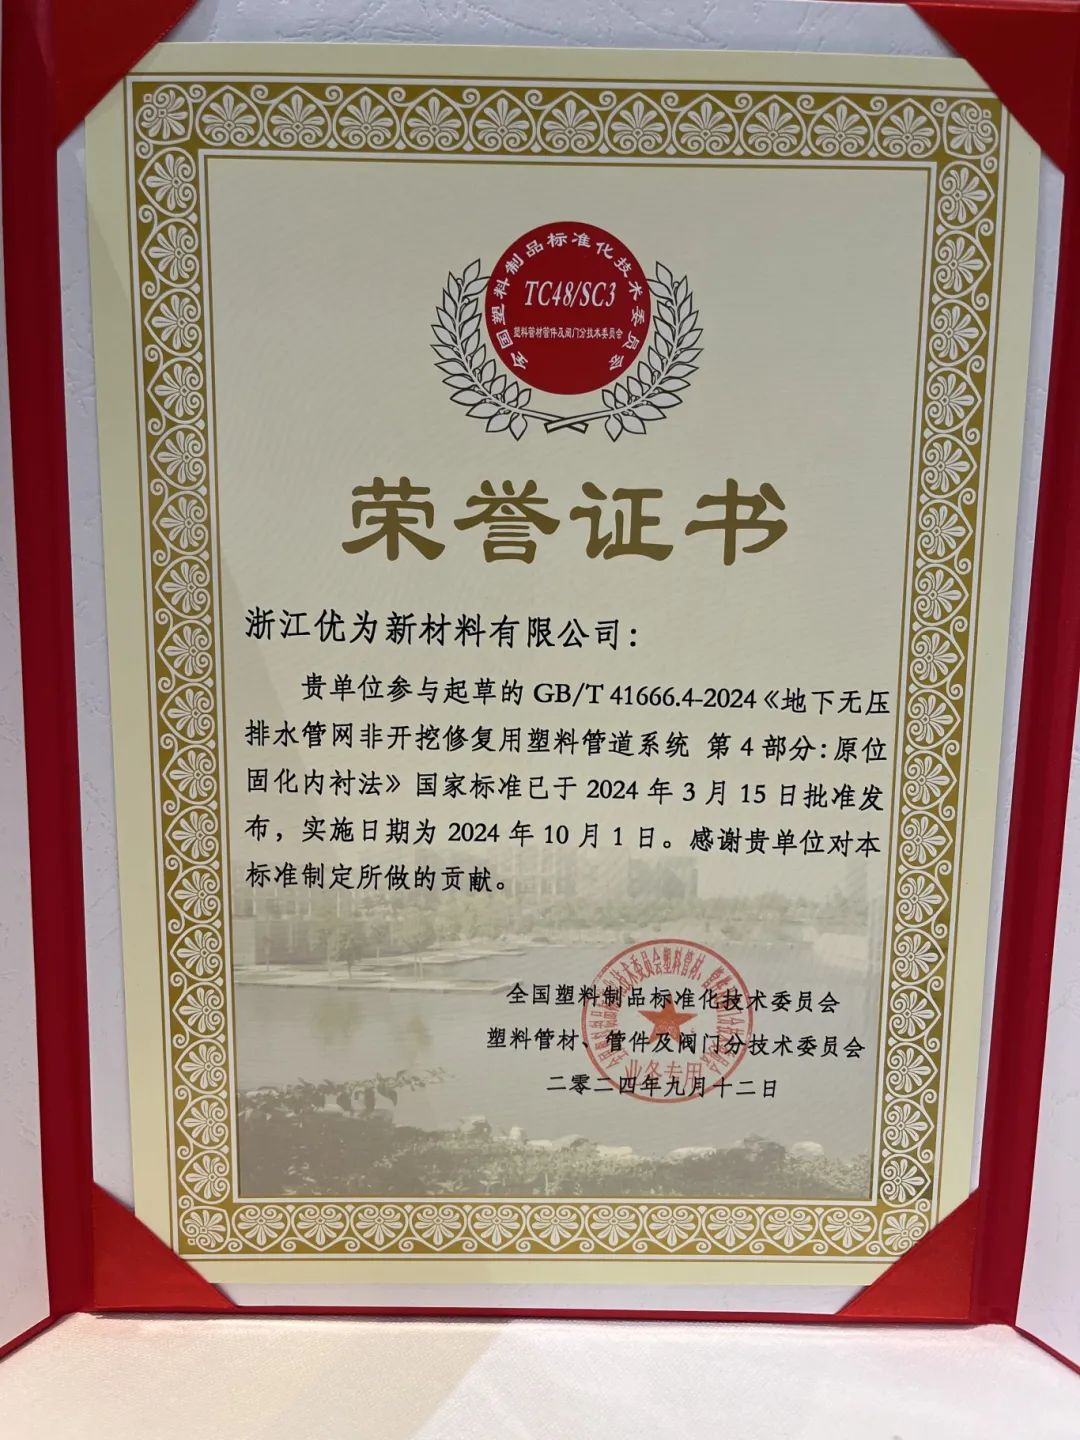 全国塑料制品标准化技术委员会
TC48/SC3
塑料管材管件及阀门分技术委员会
荣誉证书
浙江优为新材料有限公司：
贵单位参与起草的 GB/T 41666.4-2024《地下无压
排水管网非开挖修复用塑料管道系统 第 4 部分：原位
固化内衬法》国家标准已于 2024 年 3 月 15 日批准发
布，实施日期为 2024 年 10 月 1 日。感谢贵单位对本
标准制定所做的贡献。
全国塑料制品标准化技术委员会
塑料管材、管件及阀门分技术委员会
二零二四年九月十二日
业务专用